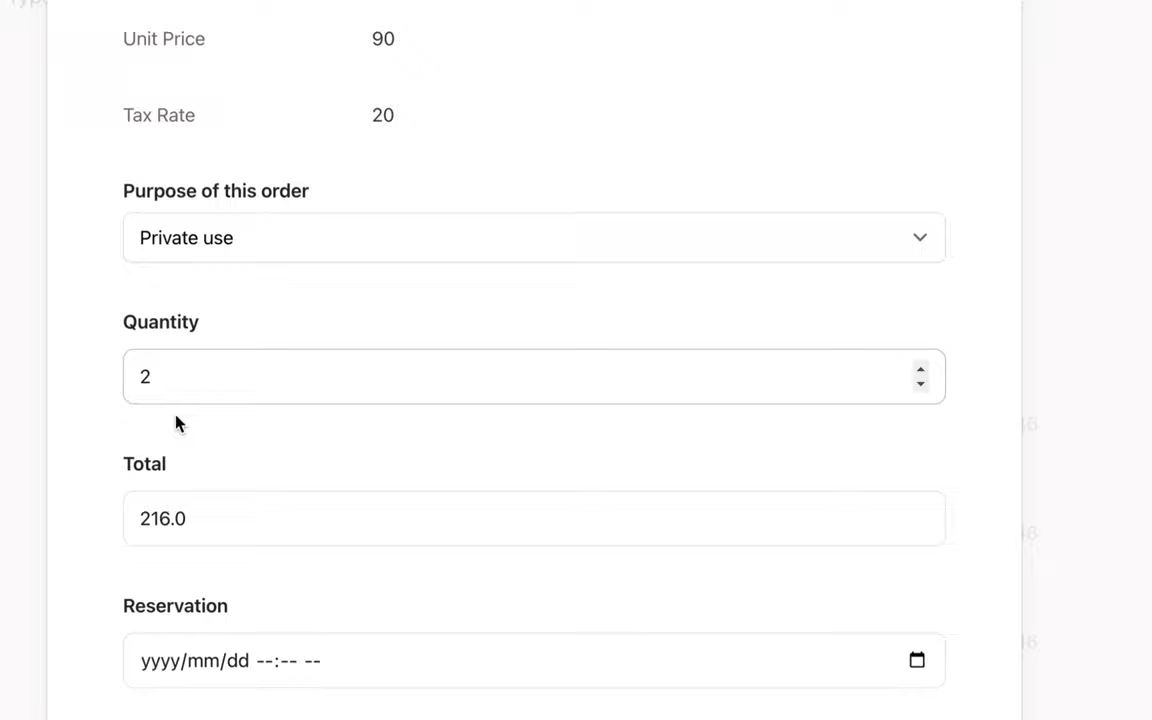 Unit Price 90
Tax Rate 20
Purpose of this order
Private use
Quantity
2
Total
216.0
Reservation
yyyy/mm/dd --:-- --